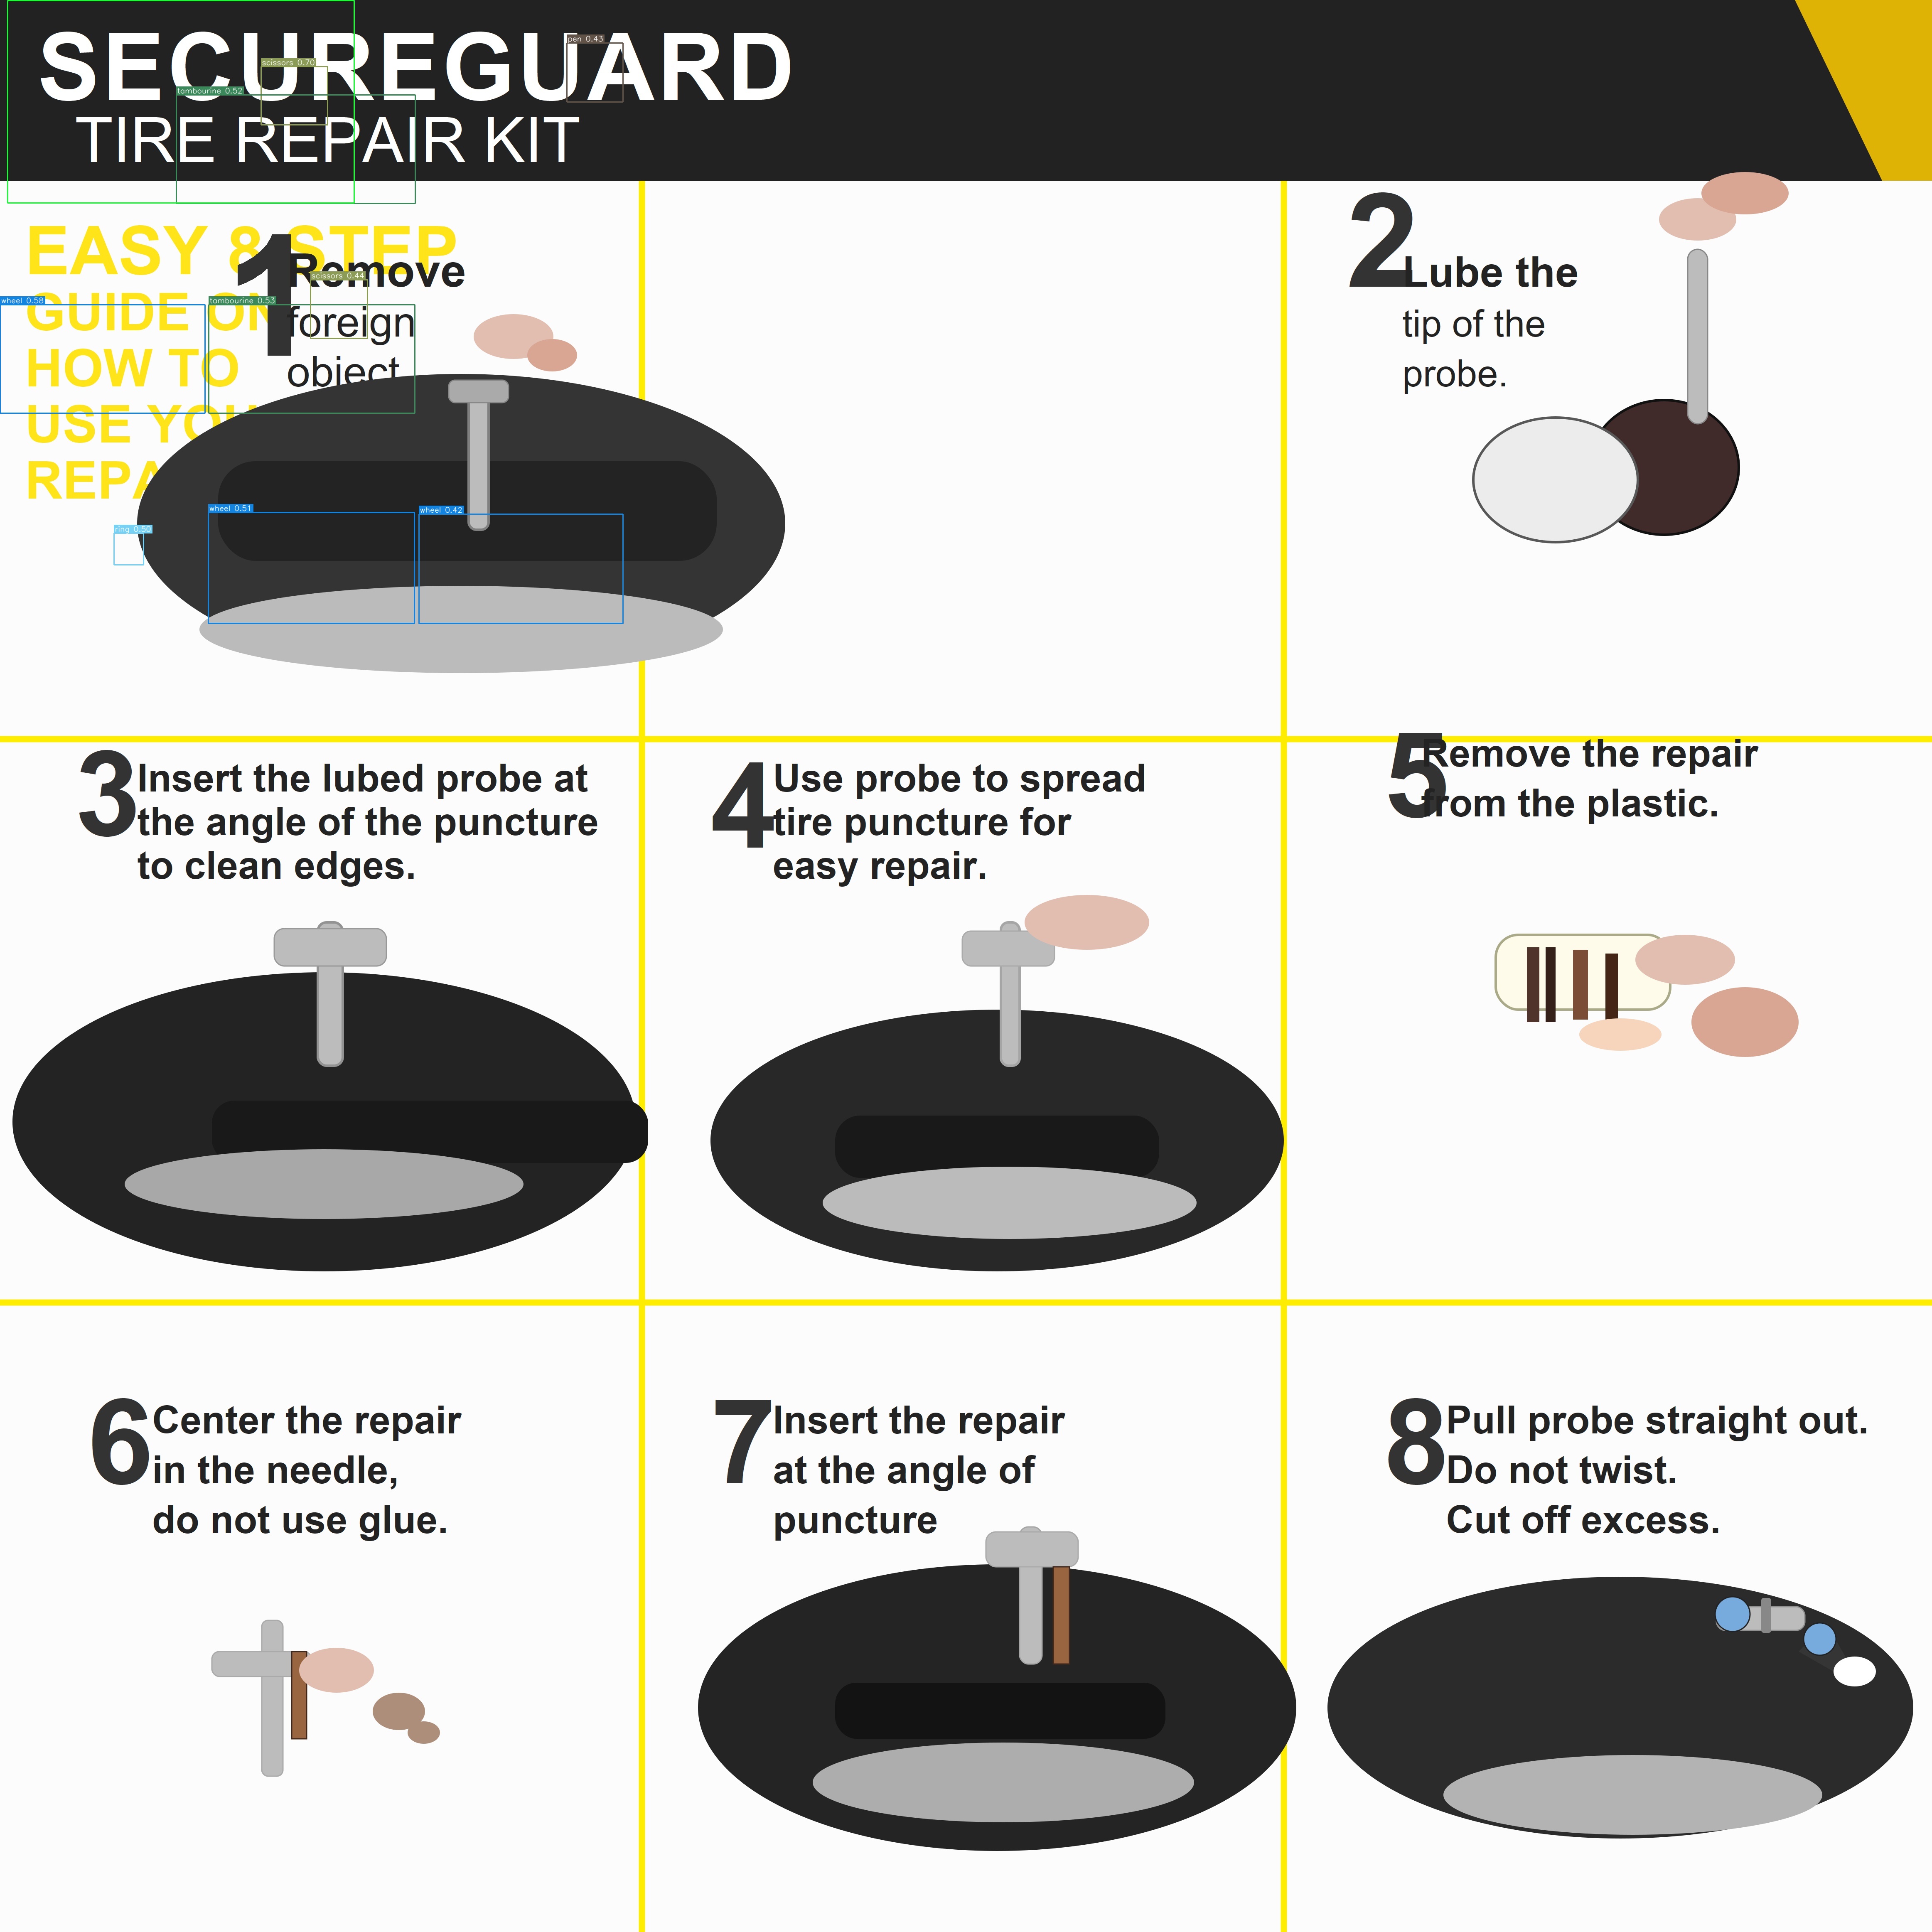 SECUREGUARD
TIRE REPAIR KIT
EASY 8 STEP
GUIDE ON
HOW TO
USE YOU
REPA
1
Remove
foreign
object
2
Lube the
tip of the
probe.
3
Insert the lubed probe at
the angle of the puncture
to clean edges.
4
Use probe to spread
tire puncture for
easy repair.
5
Remove the repair
from the plastic.
6
Center the repair
in the needle,
do not use glue.
7
Insert the repair
at the angle of
puncture
8
Pull probe straight out.
Do not twist.
Cut off excess.
scissors 0.70
tambourine 0.52
pen 0.43
scissors 0.44
wheel 0.58
tambourine 0.53
wheel 0.51
wheel 0.42
ring 0.50